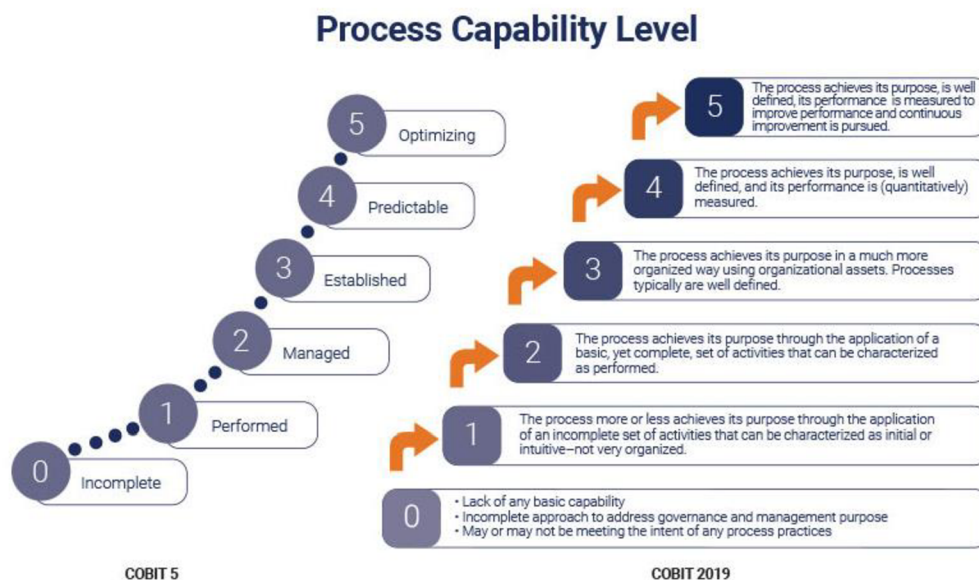 Process Capability Level
5
Optimizing
4
Predictable
3
Established
2
Managed
1
Performed
0
Incomplete
COBIT 5
5
The process achieves its purpose, is well
defined, its performance is measured to
improve performance and continuous
improvement is pursued.
4
The process achieves its purpose, is well
defined, and its performance is (quantitatively)
measured.
3
The process achieves its purpose in a much more
organized way using organizational assets. Processes
typically are well defined.
2
The process achieves its purpose through the application of a
basic, yet complete, set of activities that can be characterized
as performed.
1
The process more or less achieves its purpose through the application
of an incomplete set of activities that can be characterized as initial or
intuitive–not very organized.
0
• Lack of any basic capability
• Incomplete approach to address governance and management purpose
• May or may not be meeting the intent of any process practices
COBIT 2019